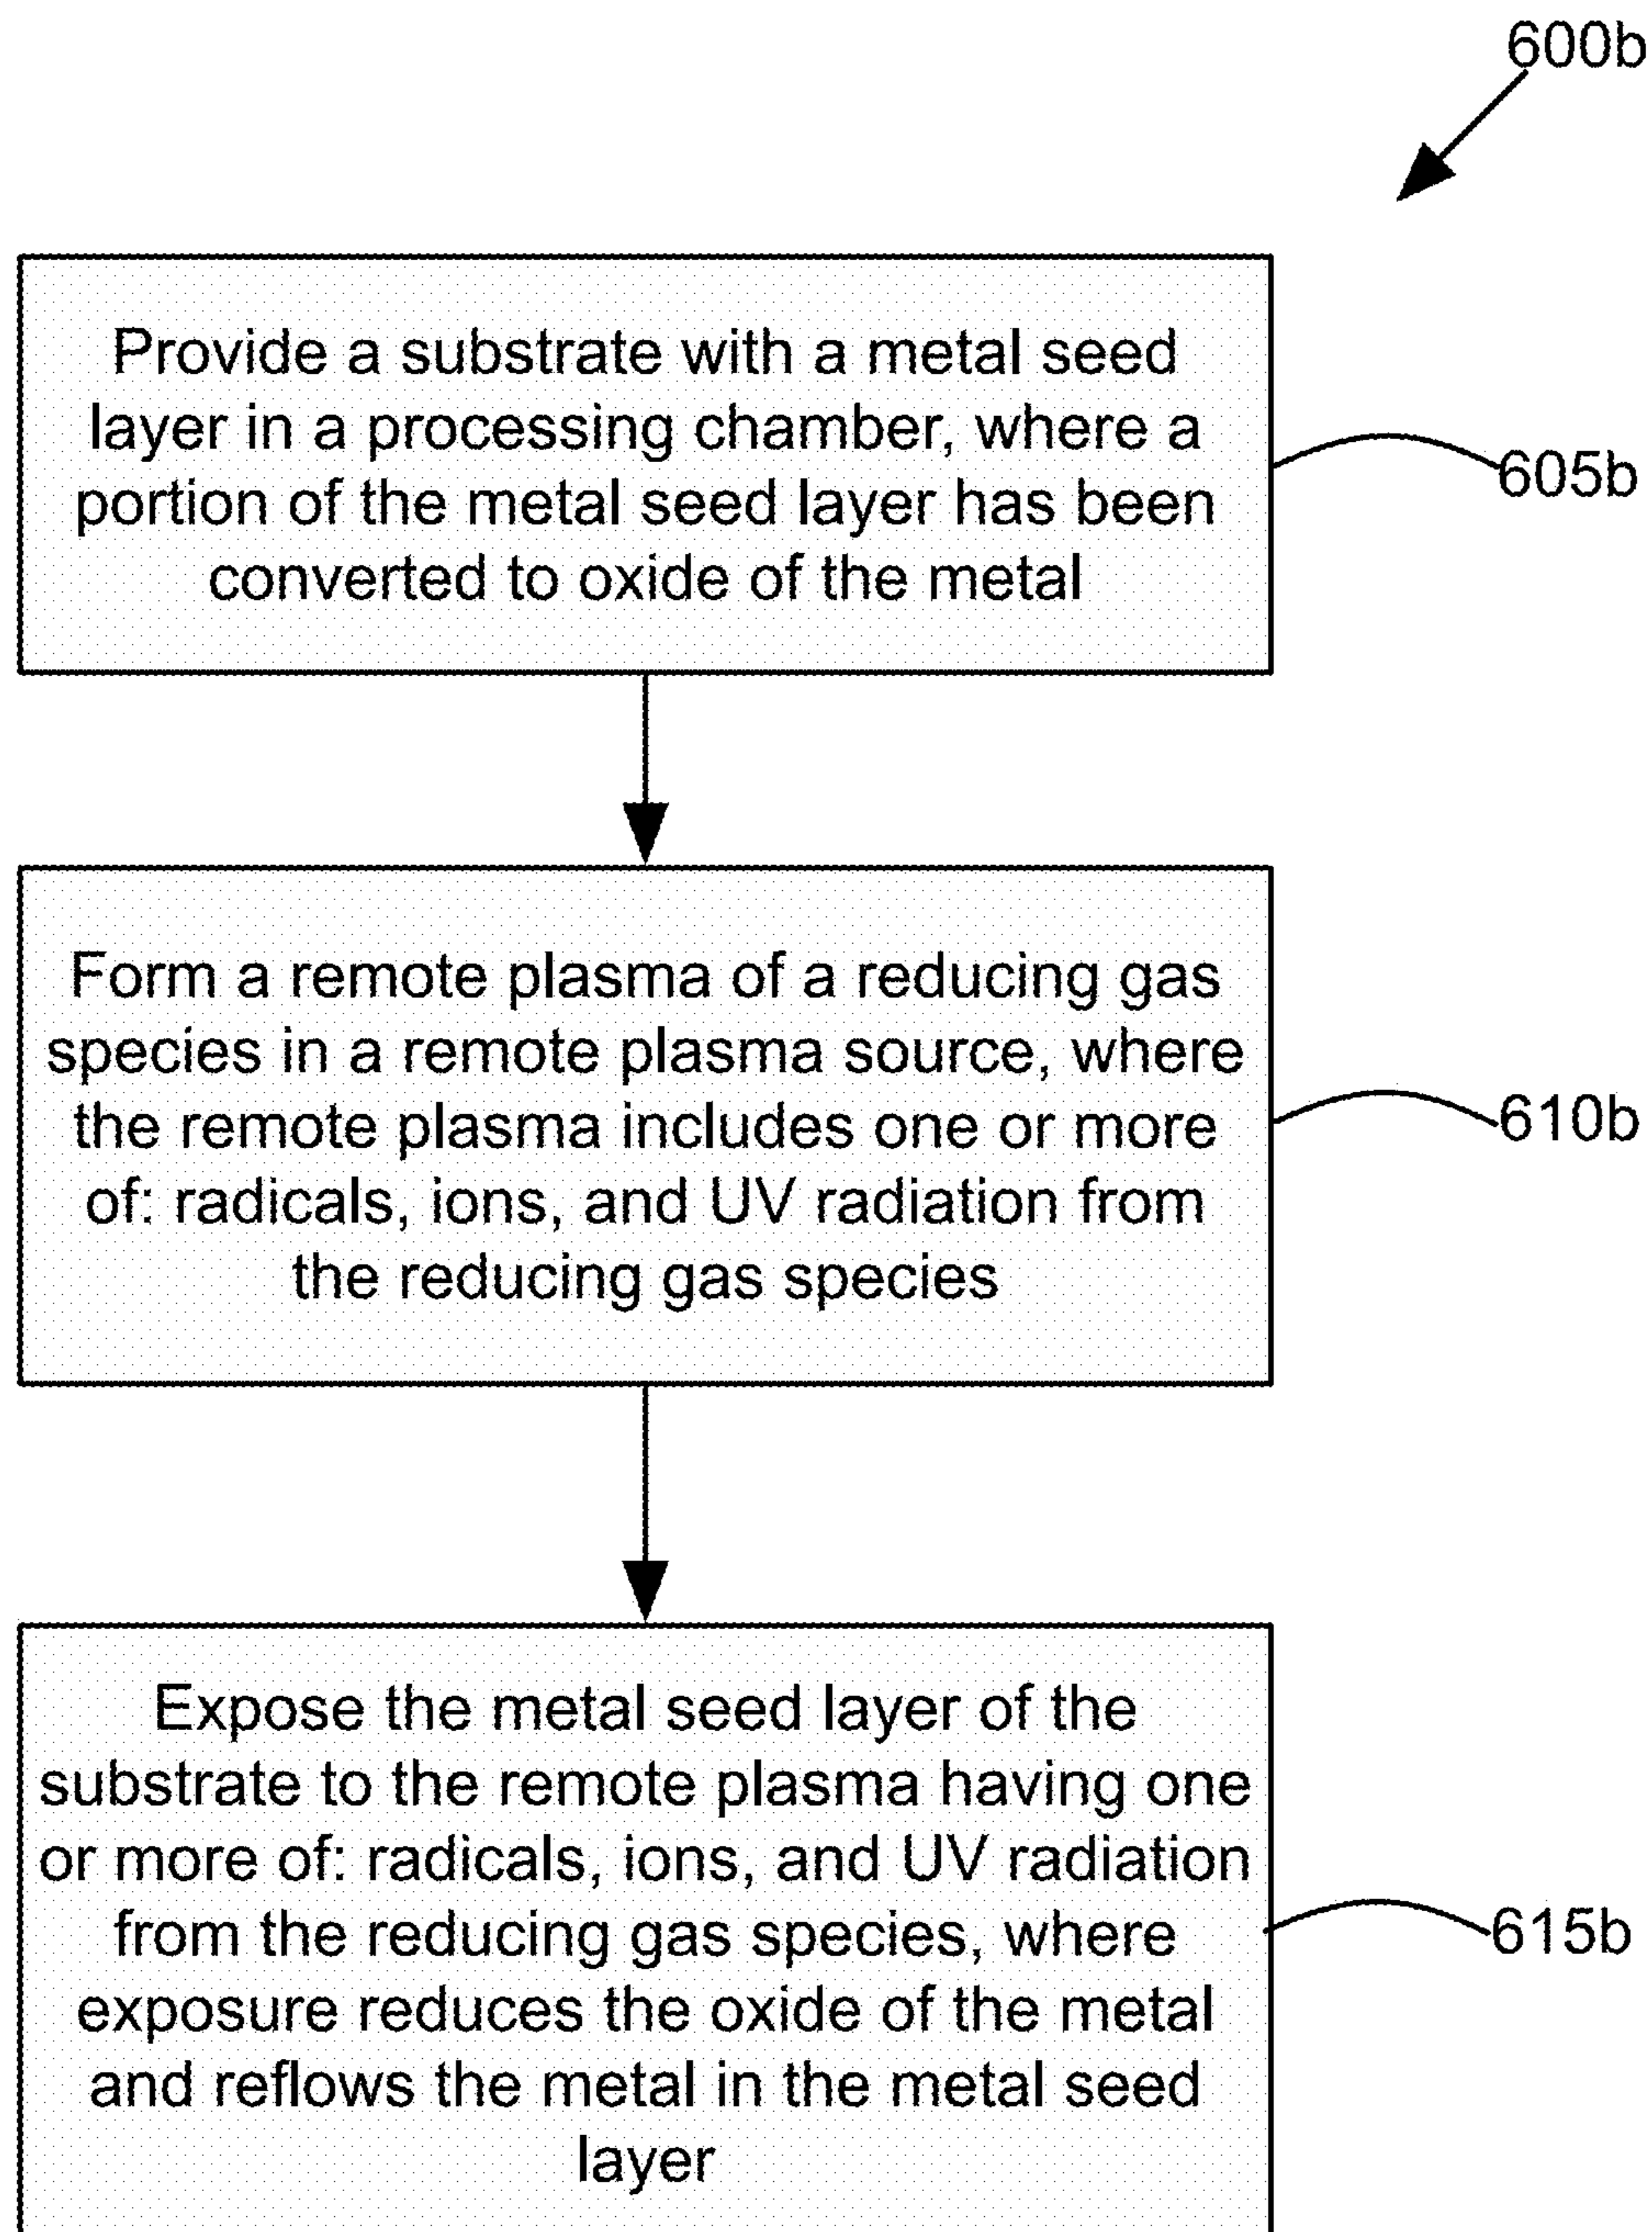 600b
Provide a substrate with a metal seed
layer in a processing chamber, where a
portion of the metal seed layer has been
converted to oxide of the metal
605b
Form a remote plasma of a reducing gas
species in a remote plasma source, where
the remote plasma includes one or more
of: radicals, ions, and UV radiation from
the reducing gas species
610b
Expose the metal seed layer of the
substrate to the remote plasma having one
or more of: radicals, ions, and UV radiation
from the reducing gas species, where
exposure reduces the oxide of the metal
and reflows the metal in the metal seed
layer
615b